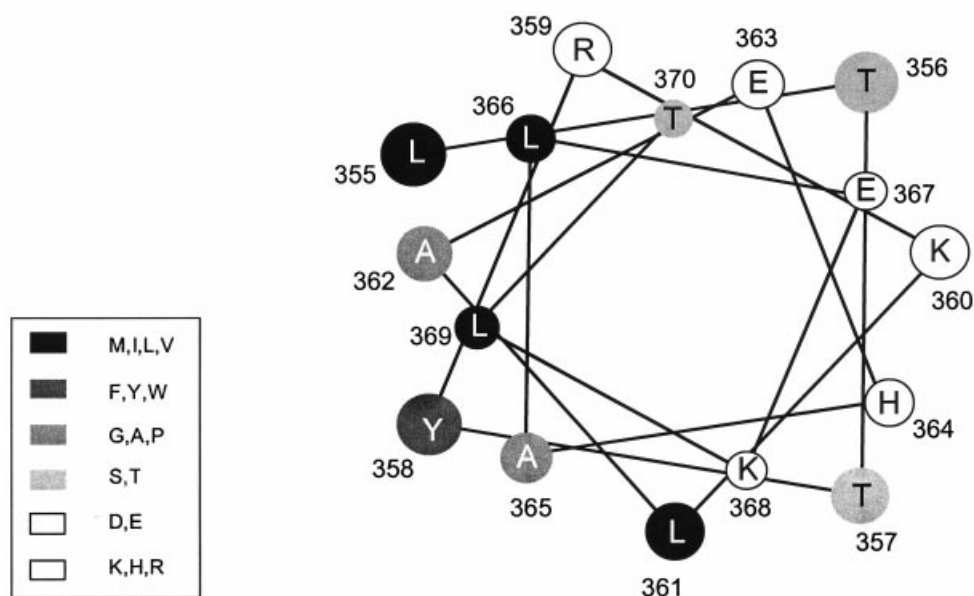 359
R
363
E
356
T
370
T
366
L
L
355
E
367
A
362
K
360
L
369
H
364
Y
358
A
365
K
368
T
357
L
361
M,I,L,V
F,Y,W
G,A,P
S,T
D,E
K,H,R